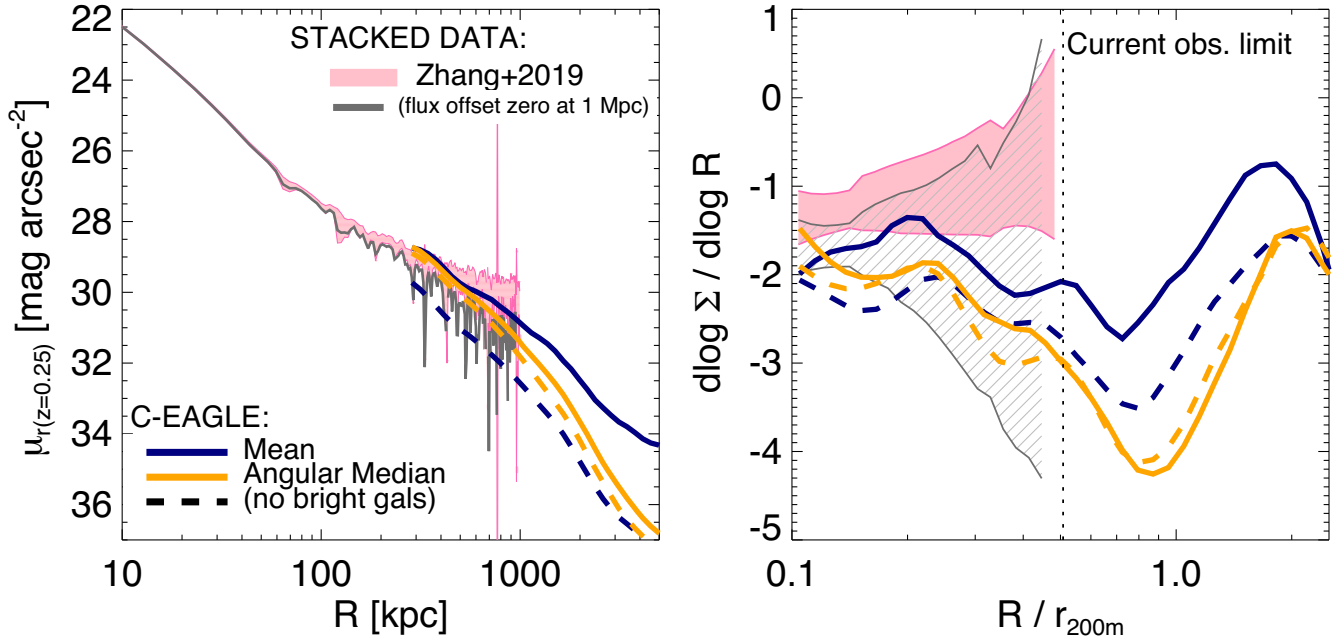 STACKED DATA:
Zhang+2019
(flux offset zero at 1 Mpc)
C-EAGLE:
Mean
Angular Median
(no bright gals)
22
24
26
28
30
32
34
36
μr(z=0.25) [mag arcsec-2]
10
100
1000
R [kpc]
Current obs. limit
1
0
-1
-2
-3
-4
-5
dlog Σ / dlog R
0.1
1.0
R / r200m